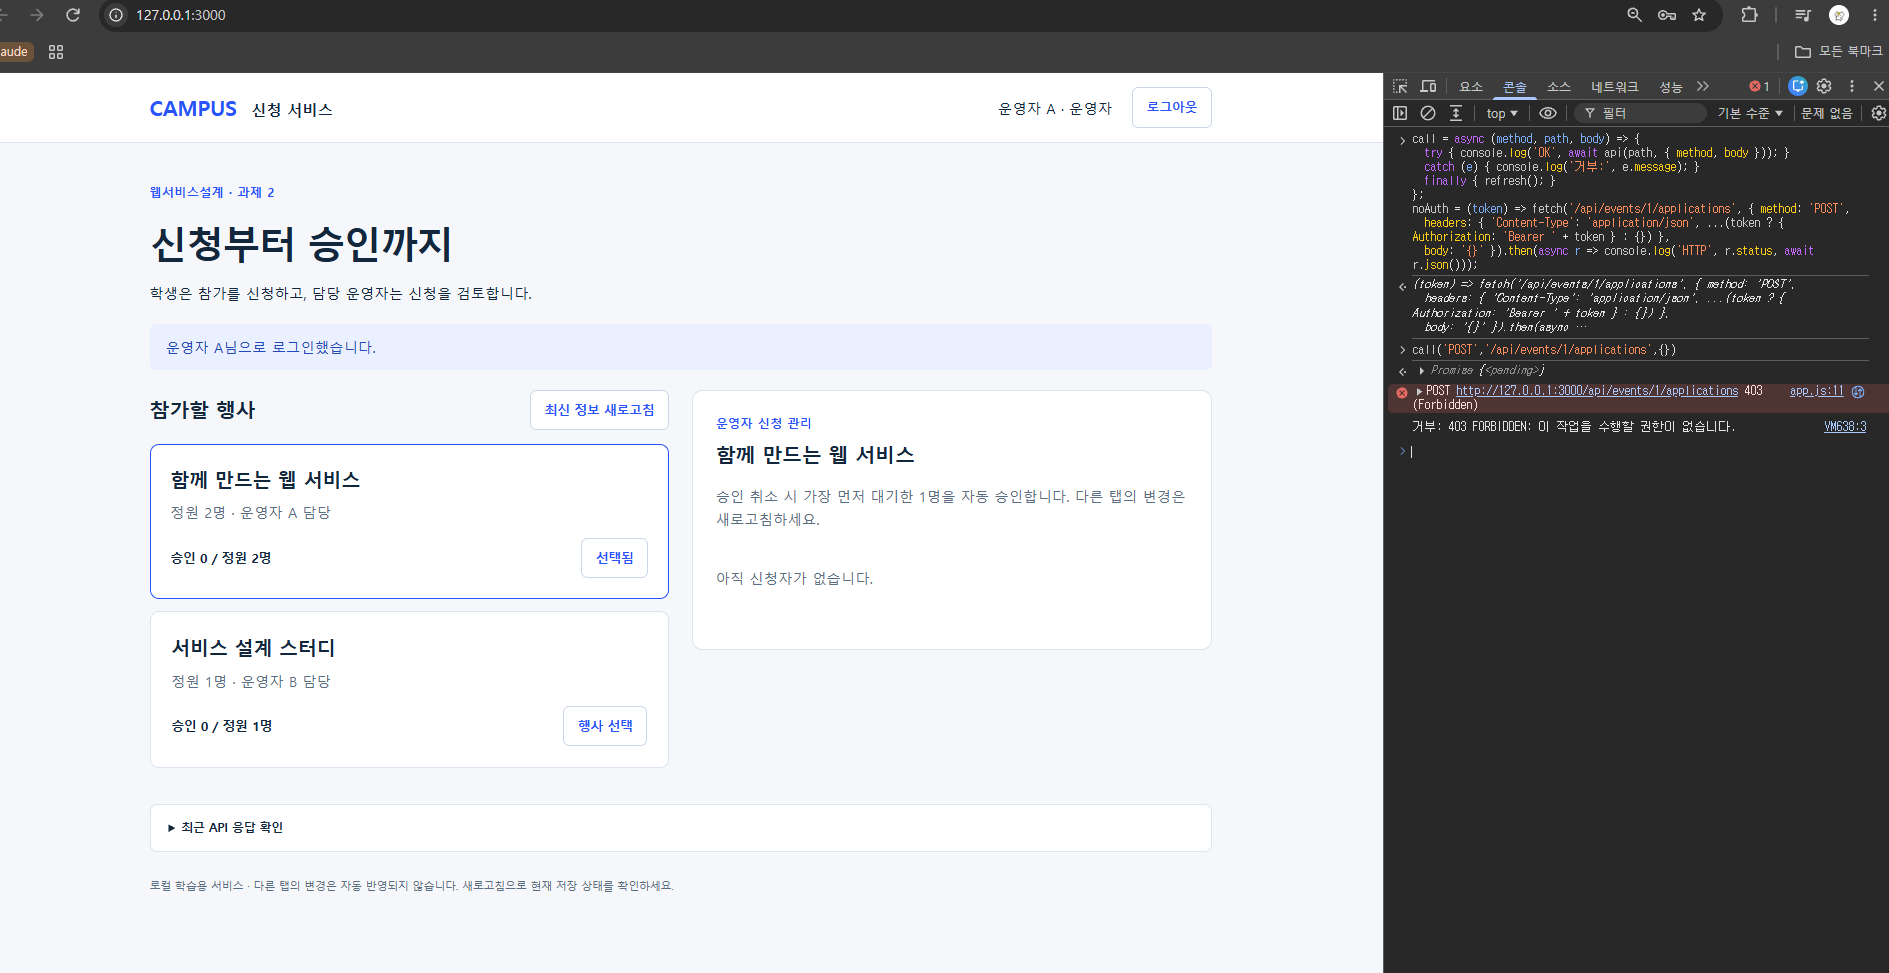 127.0.0.1:3000
aude
모든 북마크
CAMPUS 신청 서비스
운영자 A · 운영자
로그아웃
웹서비스설계 · 과제 2
신청부터 승인까지
학생은 참가를 신청하고, 담당 운영자는 신청을 검토합니다.
운영자 A님으로 로그인했습니다.
참가할 행사
최신 정보 새로고침
함께 만드는 웹 서비스
정원 2명 · 운영자 A 담당
승인 0 / 정원 2명
선택됨
서비스 설계 스터디
정원 1명 · 운영자 B 담당
승인 0 / 정원 1명
행사 선택
운영자 신청 관리
함께 만드는 웹 서비스
승인 취소 시 가장 먼저 대기한 1명을 자동 승인합니다. 다른 탭의 변경은
새로고침하세요.
아직 신청자가 없습니다.
▶ 최근 API 응답 확인
로컬 학습용 서비스 · 다른 탭의 변경은 자동 반영되지 않습니다. 새로고침으로 현재 저장 상태를 확인하세요.
요소 콘솔 소스 네트워크 성능 1
top 필터 기본 수준 문제 없음
call = async (method, path, body) => {
try { console.log('OK', await api(path, { method, body })); }
catch (e) { console.log('거부:', e.message); }
finally { refresh(); }
};
noAuth = (token) => fetch('/api/events/1/applications', { method: 'POST',
headers: { 'Content-Type': 'application/json', ...(token ? {
Authorization: 'Bearer ' + token } : {}) },
body: '{}' }).then(async r => console.log('HTTP', r.status, await
r.json()));
(token) => fetch('/api/events/1/applications', { method: 'POST',
headers: { 'Content-Type': 'application/json', ...(token ? {
Authorization: 'Bearer ' + token } : {}) },
body: '{}' }).then(async …
call('POST','/api/events/1/applications',{})
Promise {<pending>}
POST http://127.0.0.1:3000/api/events/1/applications 403 app.js:11
(Forbidden)
거부: 403 FORBIDDEN: 이 작업을 수행할 권한이 없습니다. VM638:3